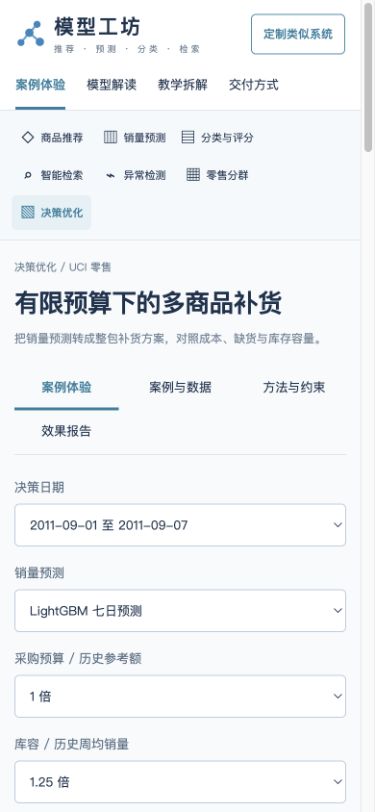 模型工坊
推荐 · 预测 · 分类 · 检索
定制类似系统
案例体验 模型解读 教学拆解 交付方式
商品推荐 销量预测 分类与评分
智能检索 异常检测 零售分群
决策优化
决策优化 / UCI 零售
有限预算下的多商品补货
把销量预测转成整包补货方案，对照成本、缺货与库存容量。
案例体验 案例与数据 方法与约束
效果报告
决策日期
2011-09-01 至 2011-09-07
销量预测
LightGBM 七日预测
采购预算 / 历史参考额
1 倍
库容 / 历史周均销量
1.25 倍